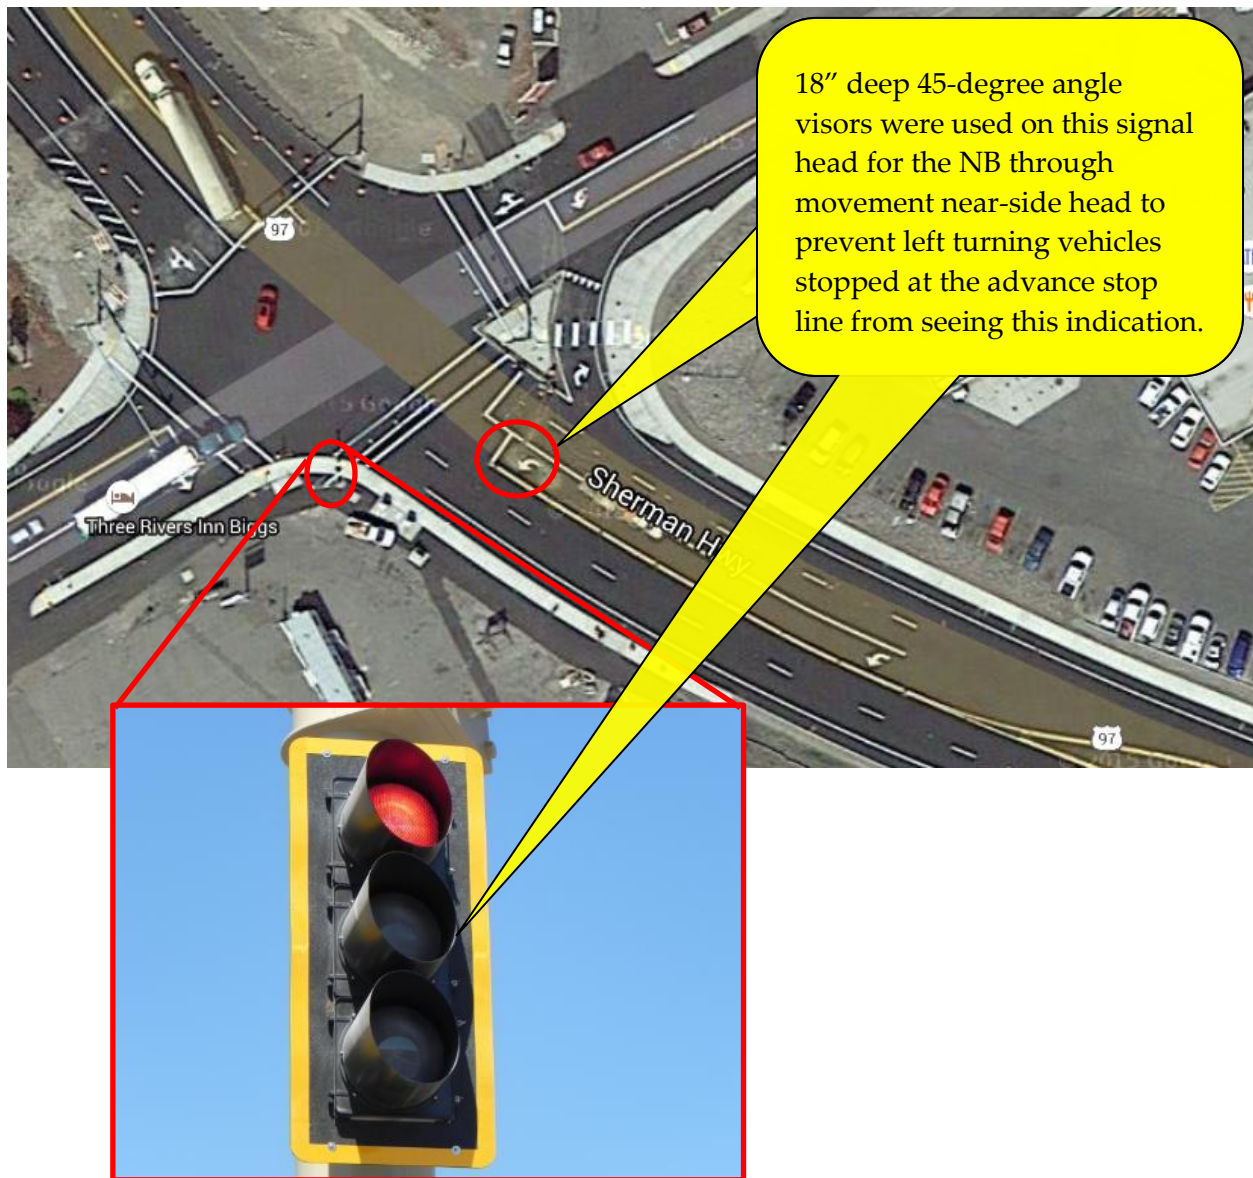 18” deep 45-degree angle
visors were used on this signal
head for the NB through
movement near-side head to
prevent left turning vehicles
stopped at the advance stop
line from seeing this indication.
97
Three Rivers Inn Biggs
Sherman Hwy
97